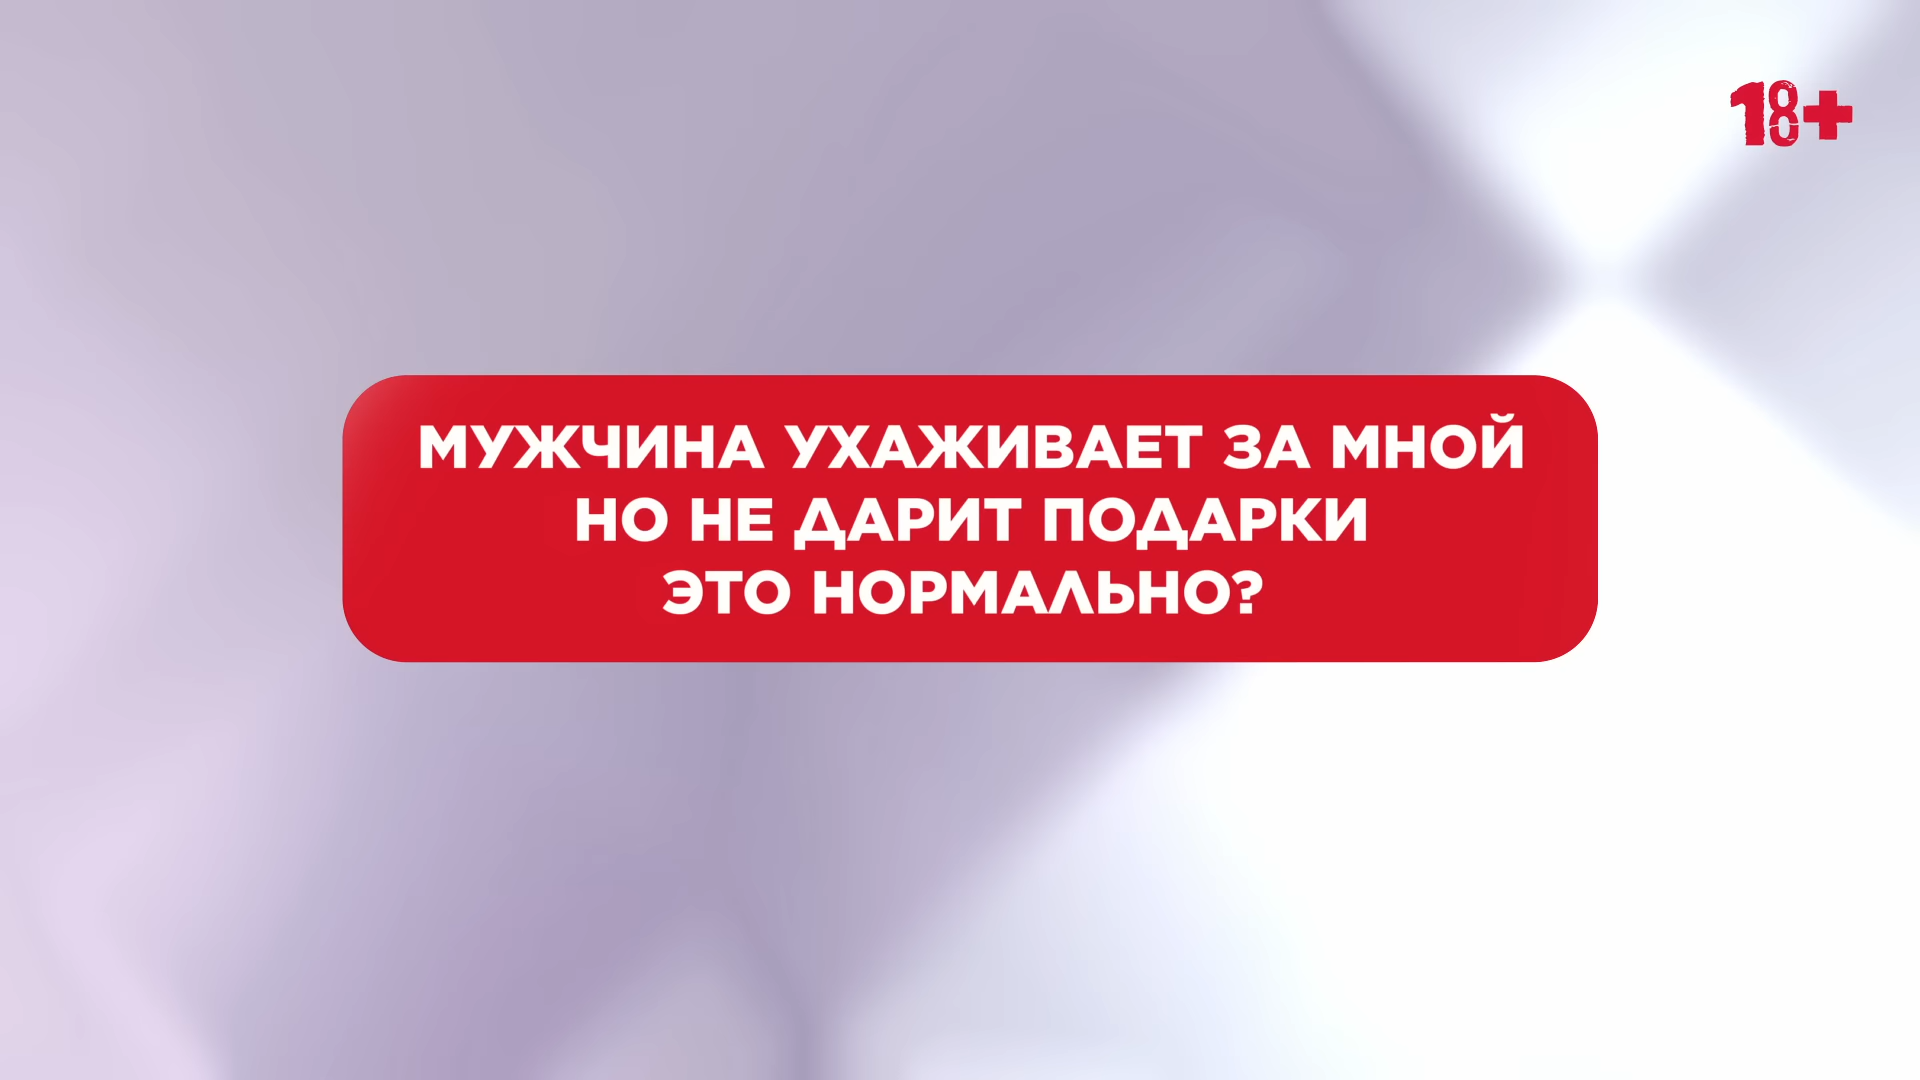 18+
МУЖЧИНА УХАЖИВАЕТ ЗА МНОЙ
НО НЕ ДАРИТ ПОДАРКИ
ЭТО НОРМАЛЬНО?